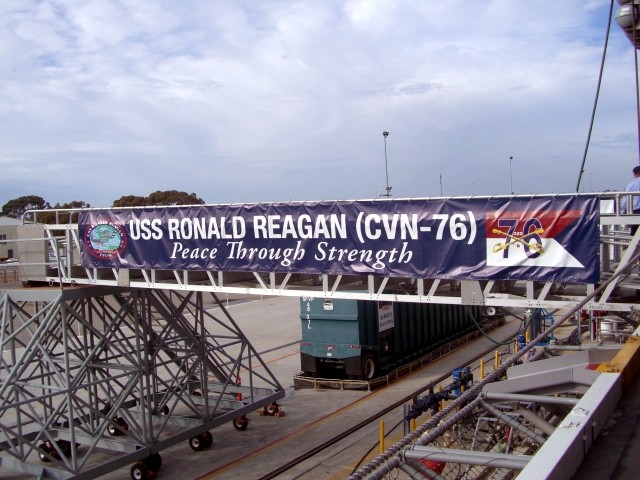 USS RONALD REAGAN (CVN-76)
Peace Through Strength
76